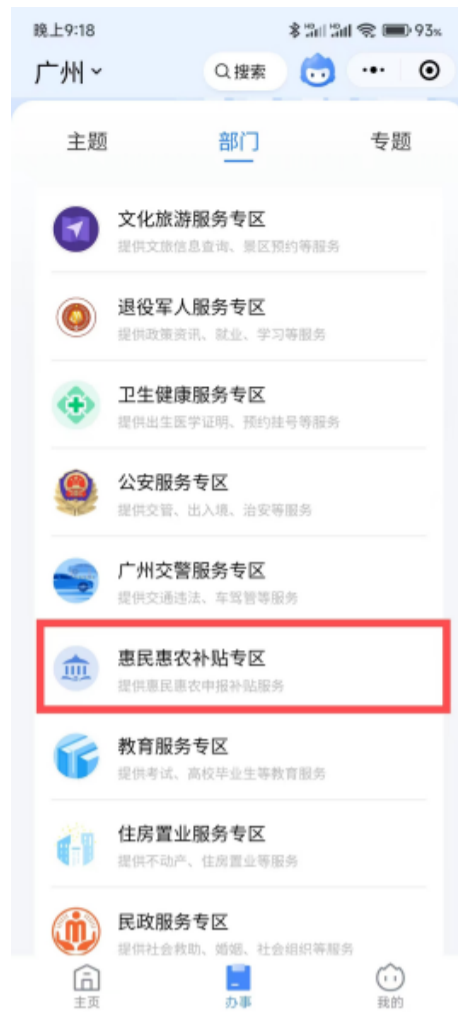 晚上9:18
93%
广州
搜索
主题
部门
专题
文化旅游服务专区
提供文旅信息查询、景区预约等服务
退役军人服务专区
提供政策资讯、就业、学习等服务
卫生健康服务专区
提供出生医学证明、预约挂号等服务
公安服务专区
提供交管、出入境、治安等服务
广州交警服务专区
提供交通违法、车驾管等服务
惠民惠农补贴专区
提供惠民惠农申报补贴服务
教育服务专区
提供考试、高校毕业生等教育服务
住房置业服务专区
提供不动产、住房置业等服务
民政服务专区
提供社会救助、婚姻、社会组织等服务
主页
办事
我的